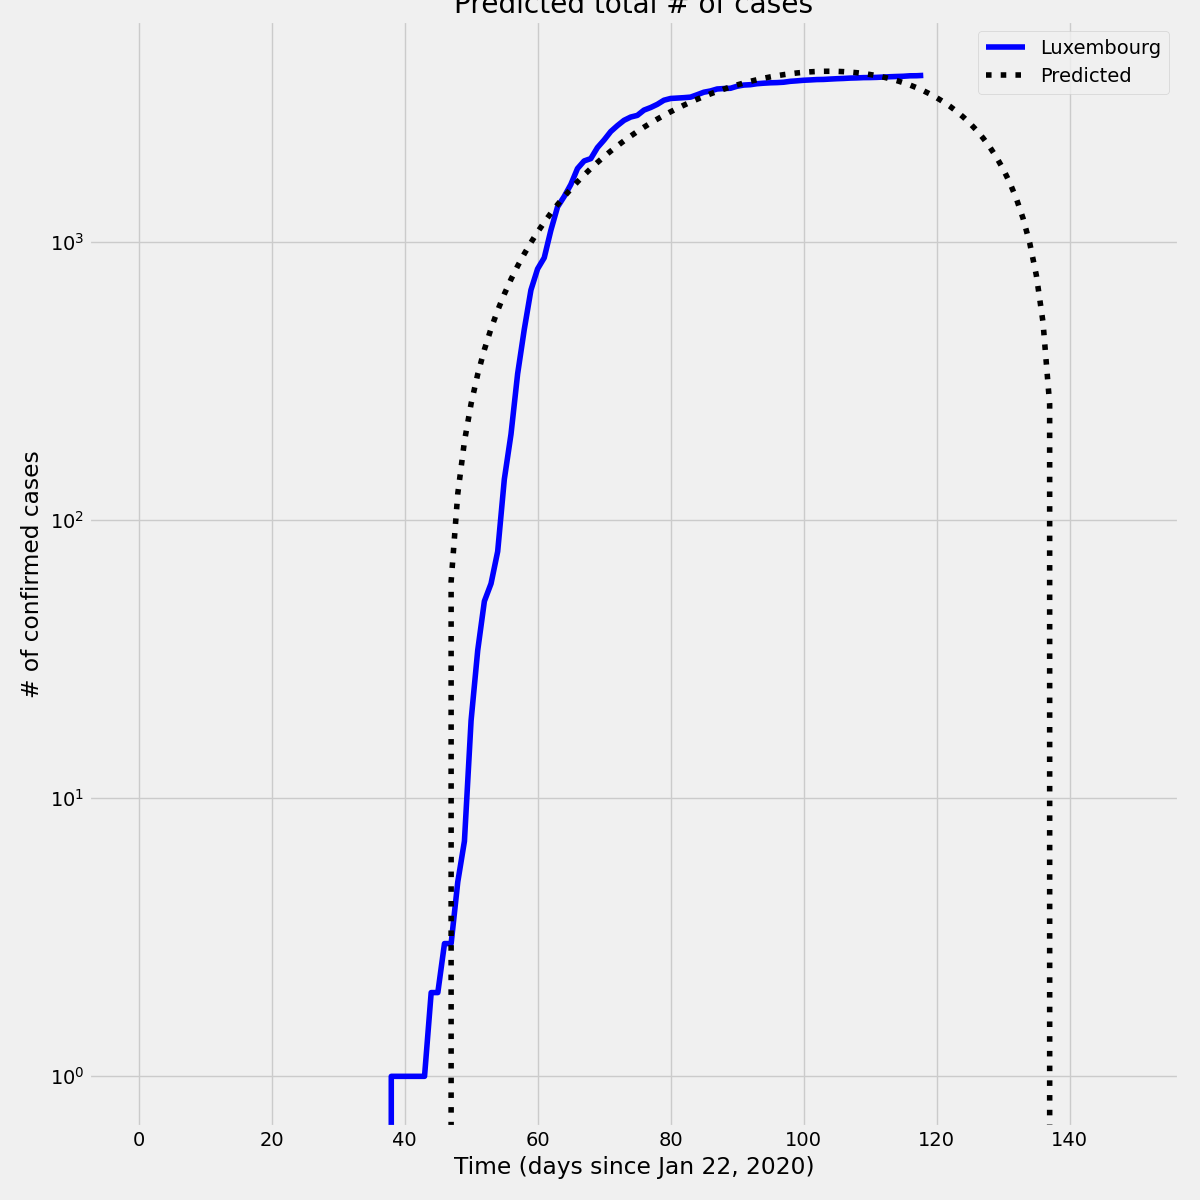 Predicted total # of cases
Luxembourg
Predicted
# of confirmed cases
10³
10²
10¹
10⁰
0 20 40 60 80 100 120 140
Time (days since Jan 22, 2020)